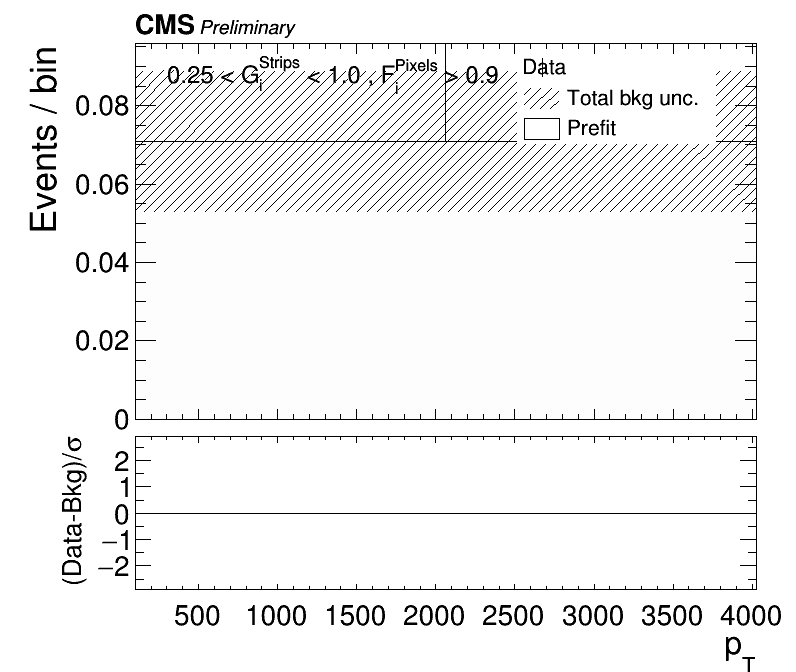 CMS Preliminary
Events / bin
0.25 < G_i^Strips < 1.0 , F_i^Pixels > 0.9
Data
Total bkg unc.
Prefit
0.08
0.06
0.04
0.02
0
(Data-Bkg)/σ
2
1
0
−1
−2
500 1000 1500 2000 2500 3000 3500 4000
p_T